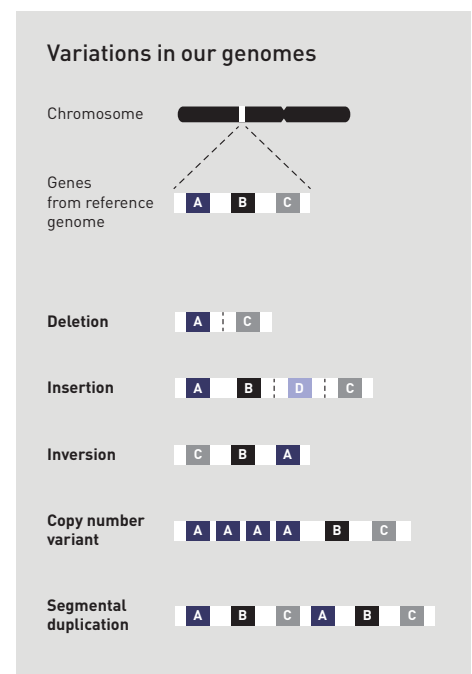 Variations in our genomes
Chromosome
Genes
from reference
genome
A B C
Deletion
A C
Insertion
A B D C
Inversion
C B A
Copy number
variant
A A A A B C
Segmental
duplication
A B C A B C